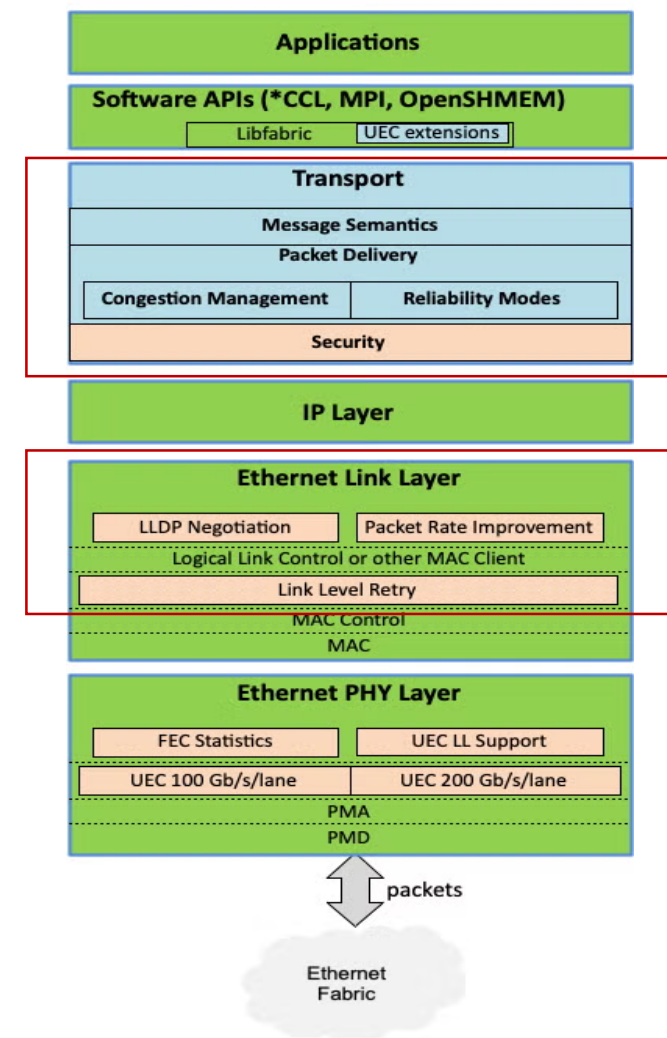 Applications
Software APIs (*CCL, MPI, OpenSHMEM)
Libfabric UEC extensions
Transport
Message Semantics
Packet Delivery
Congestion Management Reliability Modes
Security
IP Layer
Ethernet Link Layer
LLDP Negotiation Packet Rate Improvement
Logical Link Control or other MAC Client
Link Level Retry
MAC Control
MAC
Ethernet PHY Layer
FEC Statistics UEC LL Support
UEC 100 Gb/s/lane UEC 200 Gb/s/lane
PMA
PMD
packets
Ethernet
Fabric